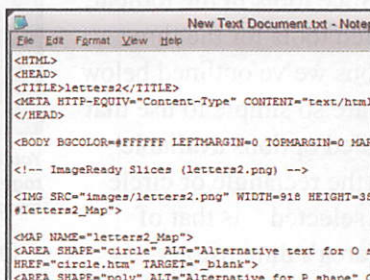 New Text Document.txt - Note
File Edit Format View Help
<HTML>
<HEAD>
<TITLE>letters2</TITLE>
<META HTTP-EQUIV="Content-Type" CONTENT="text/html
</HEAD>
<BODY BGCOLOR=#FFFFFF LEFTMARGIN=0 TOPMARGIN=0 MAR
<!-- ImageReady Slices (letters2.png) -->
<IMG SRC="images/letters2.png" WIDTH=918 HEIGHT=38
#letters2_Map">
<MAP NAME="letters2_Map">
<AREA SHAPE="circle" ALT="Alternative text for O s
HREF="circle.htm" TARGET="_blank">
<AREA SHAPE="poly" ALT="Alternative for P shape" c